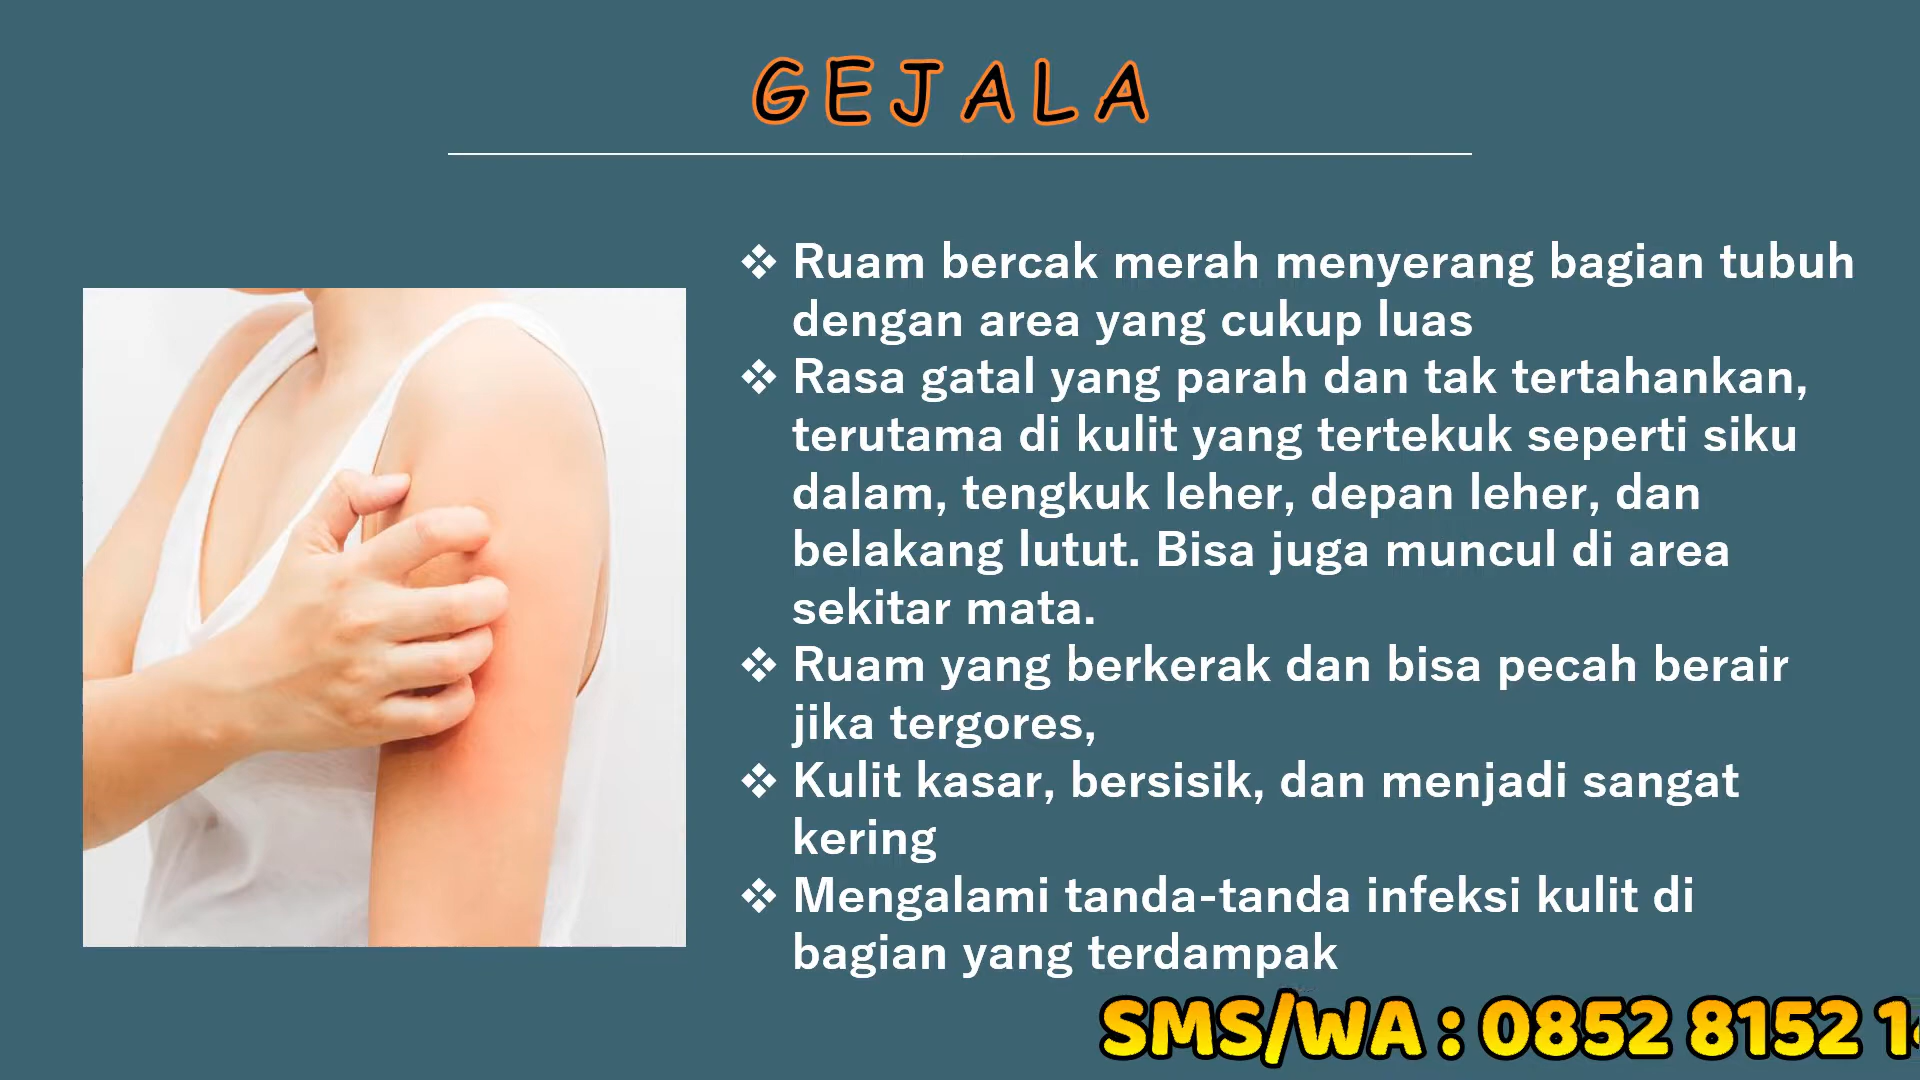 GEJALA
❖ Ruam bercak merah menyerang bagian tubuh
dengan area yang cukup luas
❖ Rasa gatal yang parah dan tak tertahankan,
terutama di kulit yang tertekuk seperti siku
dalam, tengkuk leher, depan leher, dan
belakang lutut. Bisa juga muncul di area
sekitar mata.
❖ Ruam yang berkerak dan bisa pecah berair
jika tergores,
❖ Kulit kasar, bersisik, dan menjadi sangat
kering
❖ Mengalami tanda-tanda infeksi kulit di
bagian yang terdampak
SMS/WA : 0852 8152